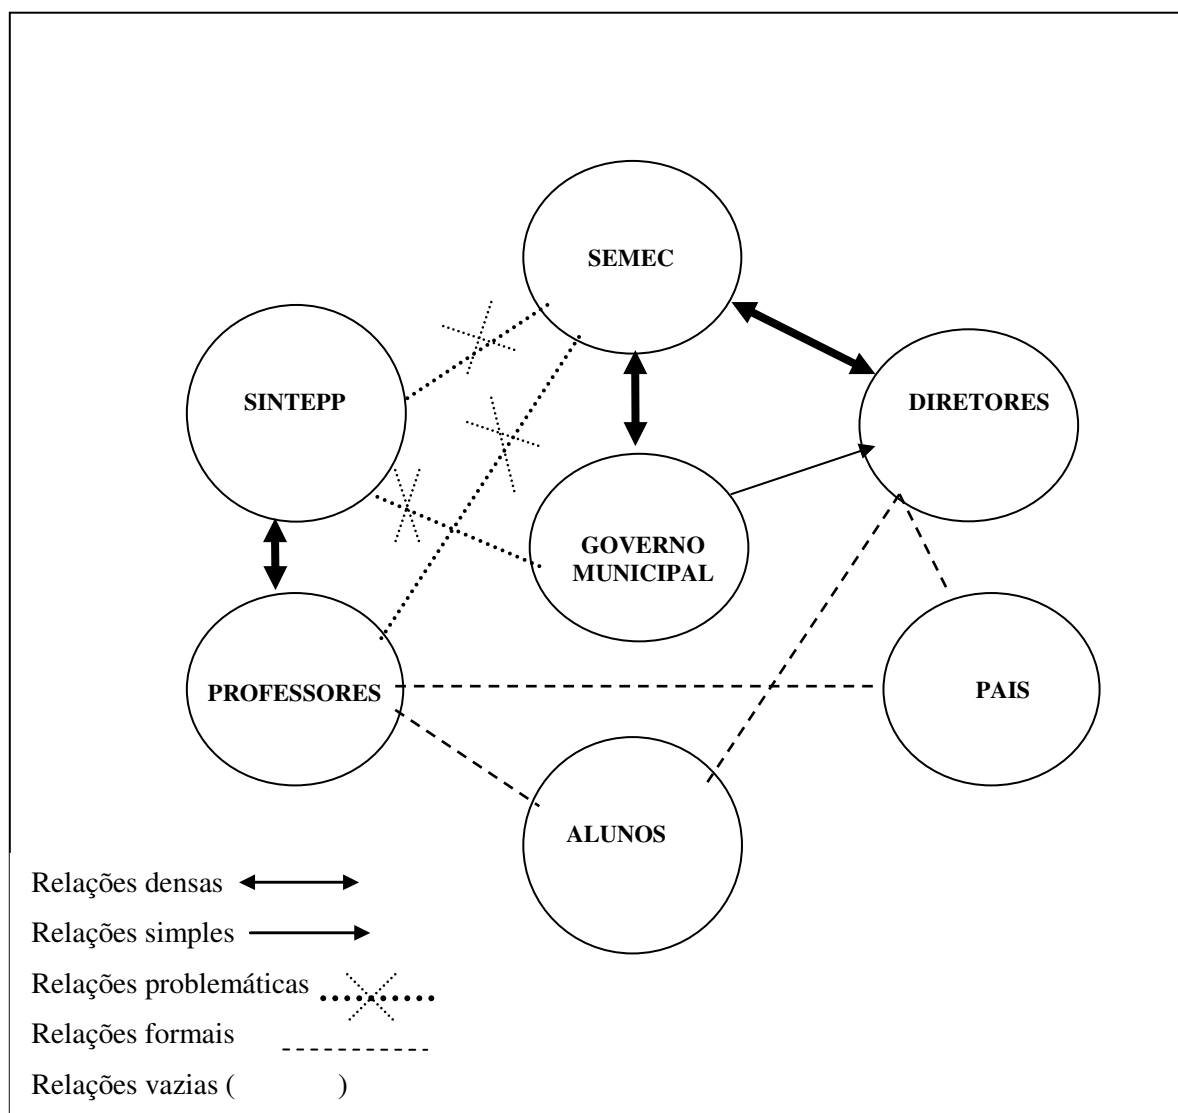 SEMEC
SINTEPP
DIRETORES
GOVERNO
MUNICIPAL
PROFESSORES
PAIS
ALUNOS
Relações densas
Relações simples
Relações problemáticas
Relações formais
Relações vazias ( )